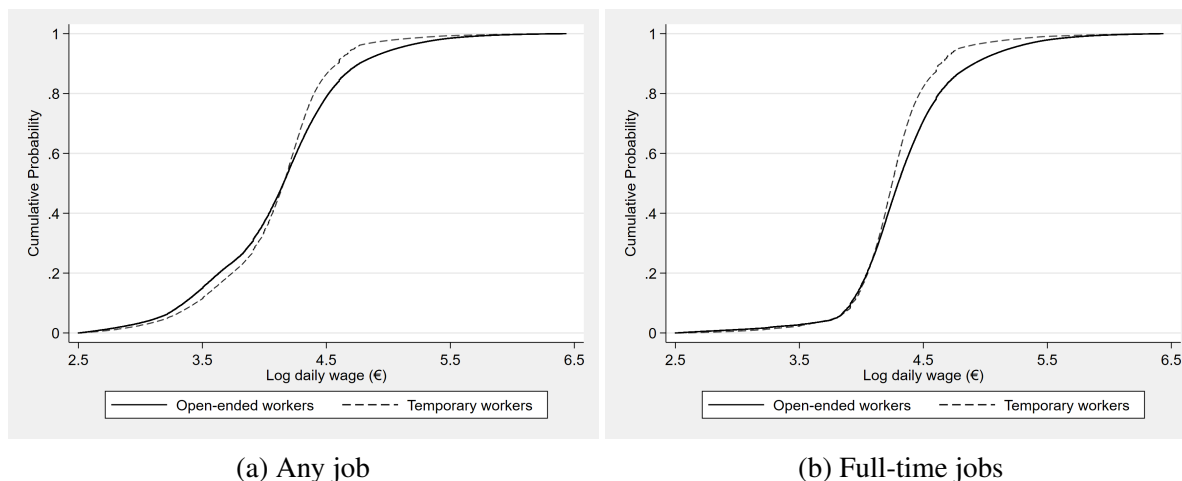 1
.8
.6
.4
.2
0
Cumulative Probability
2.5 3.5 4.5 5.5 6.5
Log daily wage (€)
Open-ended workers Temporary workers
(a) Any job
1
.8
.6
.4
.2
0
Cumulative Probability
2.5 3.5 4.5 5.5 6.5
Log daily wage (€)
Open-ended workers Temporary workers
(b) Full-time jobs